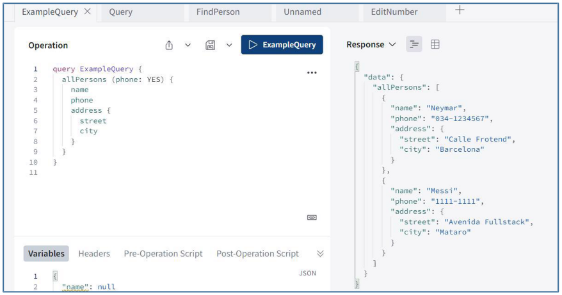 ExampleQuery Query FindPerson Unnamed EditNumber
Operation
ExampleQuery
1 query ExampleQuery {
2 allPersons (phone: YES) {
3 name
4 phone
5 address {
6 street
7 city
8 }
9 }
10 }
11
Variables Headers Pre-Operation Script Post-Operation Script
JSON
1 {
2 "name": null
Response
{
"data": {
"allPersons": [
{
"name": "Neymar",
"phone": "034-1234567",
"address": {
"street": "Calle Frotend",
"city": "Barcelona"
}
},
{
"name": "Messi",
"phone": "1111-1111",
"address": {
"street": "Avenida Fullstack",
"city": "Mataro"
}
}
]
}
}